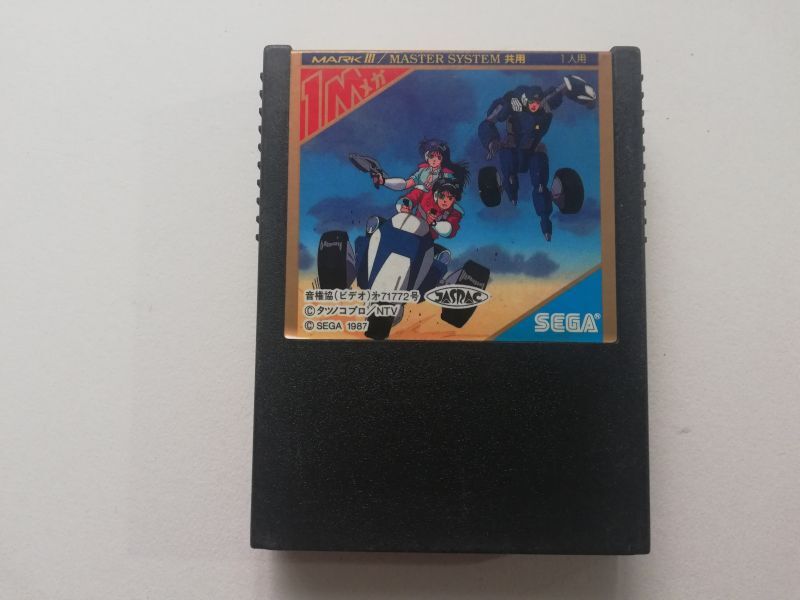 MARK III / MASTER SYSTEM 共用 1人用
1Mメガ
音権協(ビデオ)才71772号 JASRAC
©タツノコプロ/NTV
© SEGA 1987
SEGA®